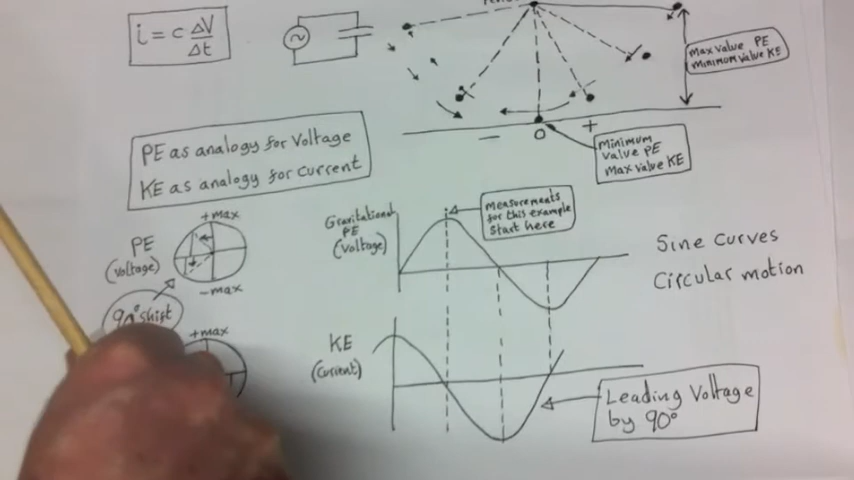 i = c ΔV
Δt
max value PE
minimum value KE
- 0 +
Minimum
value PE
Max value KE
PE as analogy for Voltage
KE as analogy for Current
+max
PE
(Voltage)
-max
90° shift
+max
Gravitational
PE
(Voltage)
measurements
for this example
start here
Sine curves
Circular motion
KE
(Current)
Leading Voltage
by 90°